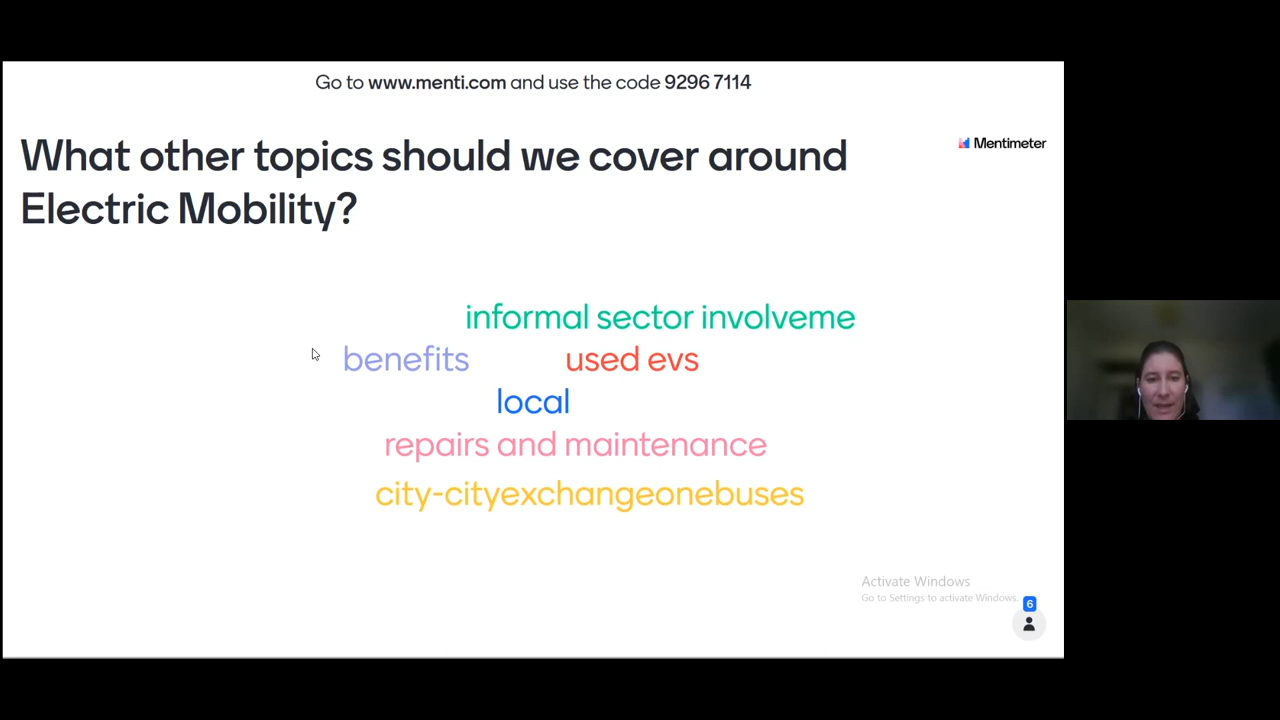 Go to www.menti.com and use the code 9296 7114
What other topics should we cover around
Electric Mobility?
Mentimeter
informal sector involveme
benefits
used evs
local
repairs and maintenance
city-cityexchangeonebuses
Activate Windows
Go to Settings to activate Windows.
6